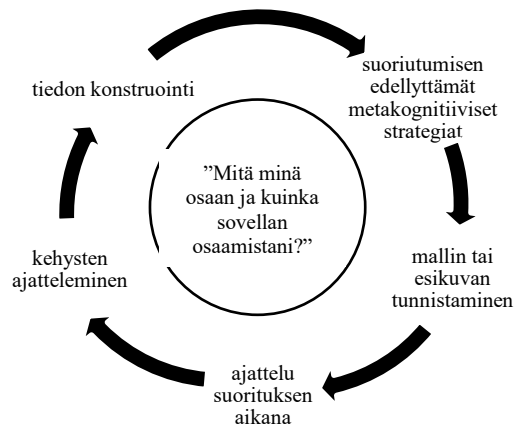 tiedon konstruointi
suoriutumisen
edellyttämät
metakognitiiviset
strategiat
”Mitä minä
osaan ja kuinka
sovellan
osaamistani?”
kehysten
ajatteleminen
mallin tai
esikuvan
tunnistaminen
ajattelu
suorituksen
aikana